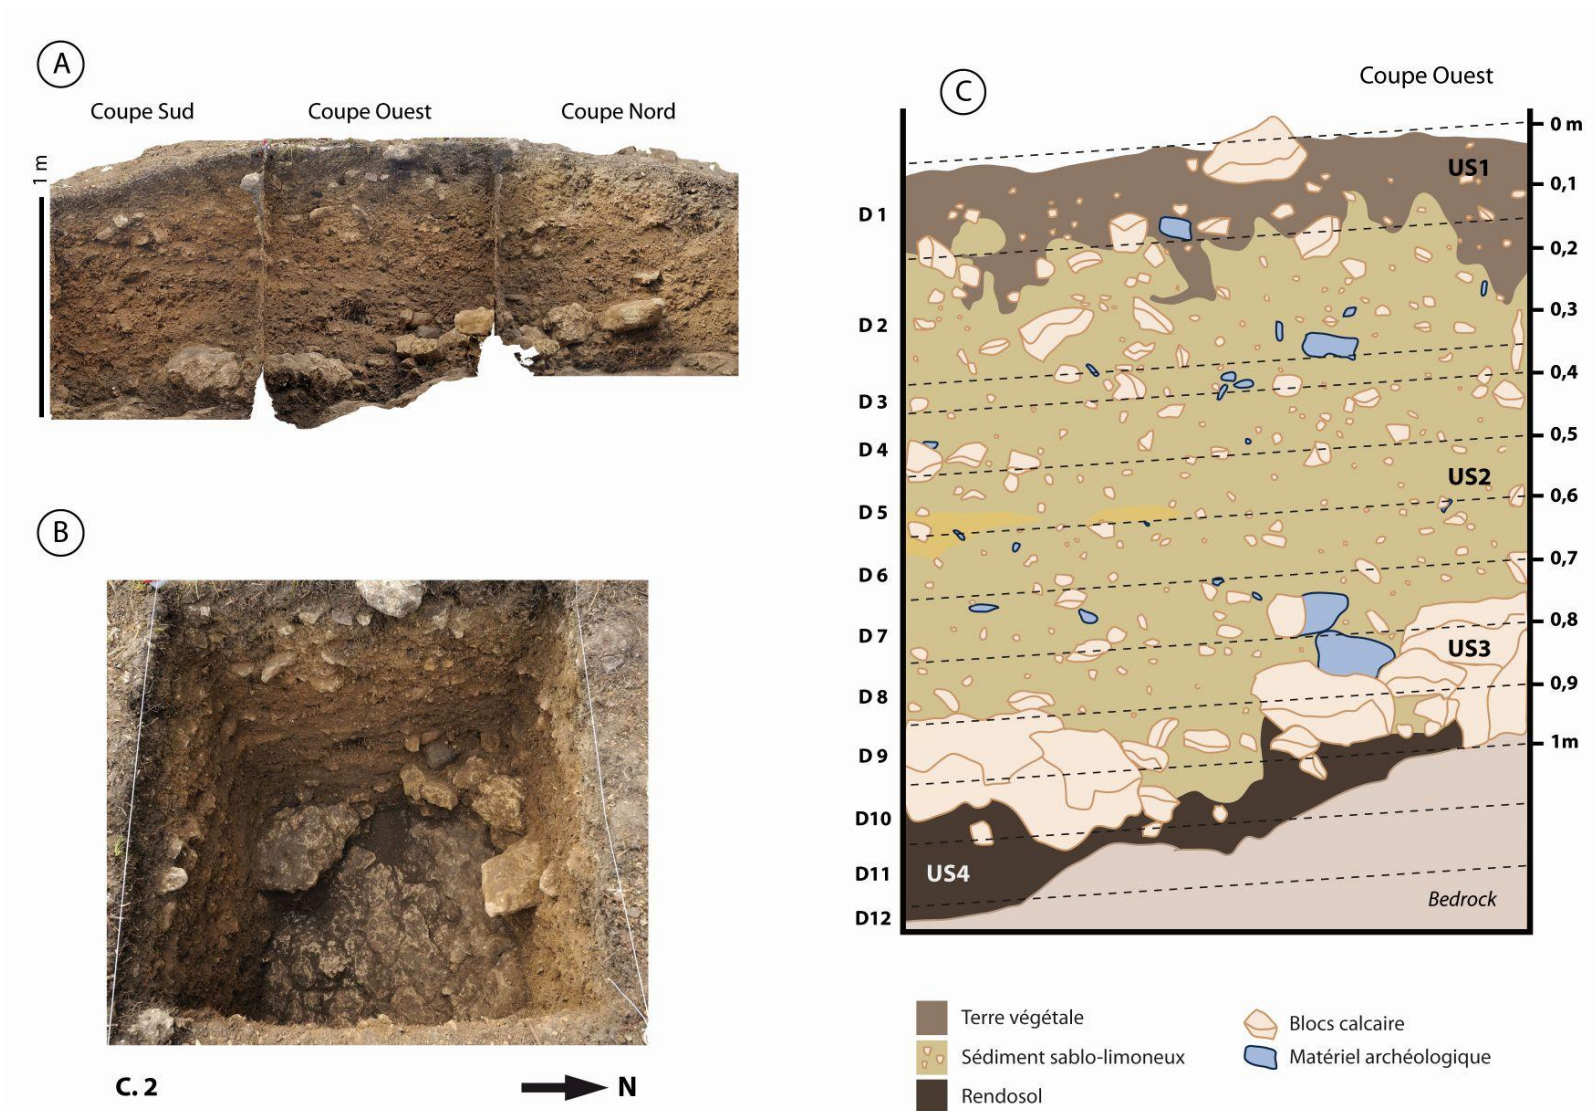 A
Coupe Sud
Coupe Ouest
Coupe Nord
1 m
B
C. 2
N
C
Coupe Ouest
0 m
0,1
0,2
0,3
0,4
0,5
0,6
0,7
0,8
0,9
1m
D 1
D 2
D 3
D 4
D 5
D 6
D 7
D 8
D 9
D10
D11
D12
US1
US2
US3
US4
Bedrock
Terre végétale
Sédiment sablo-limoneux
Rendosol
Blocs calcaire
Matériel archéologique